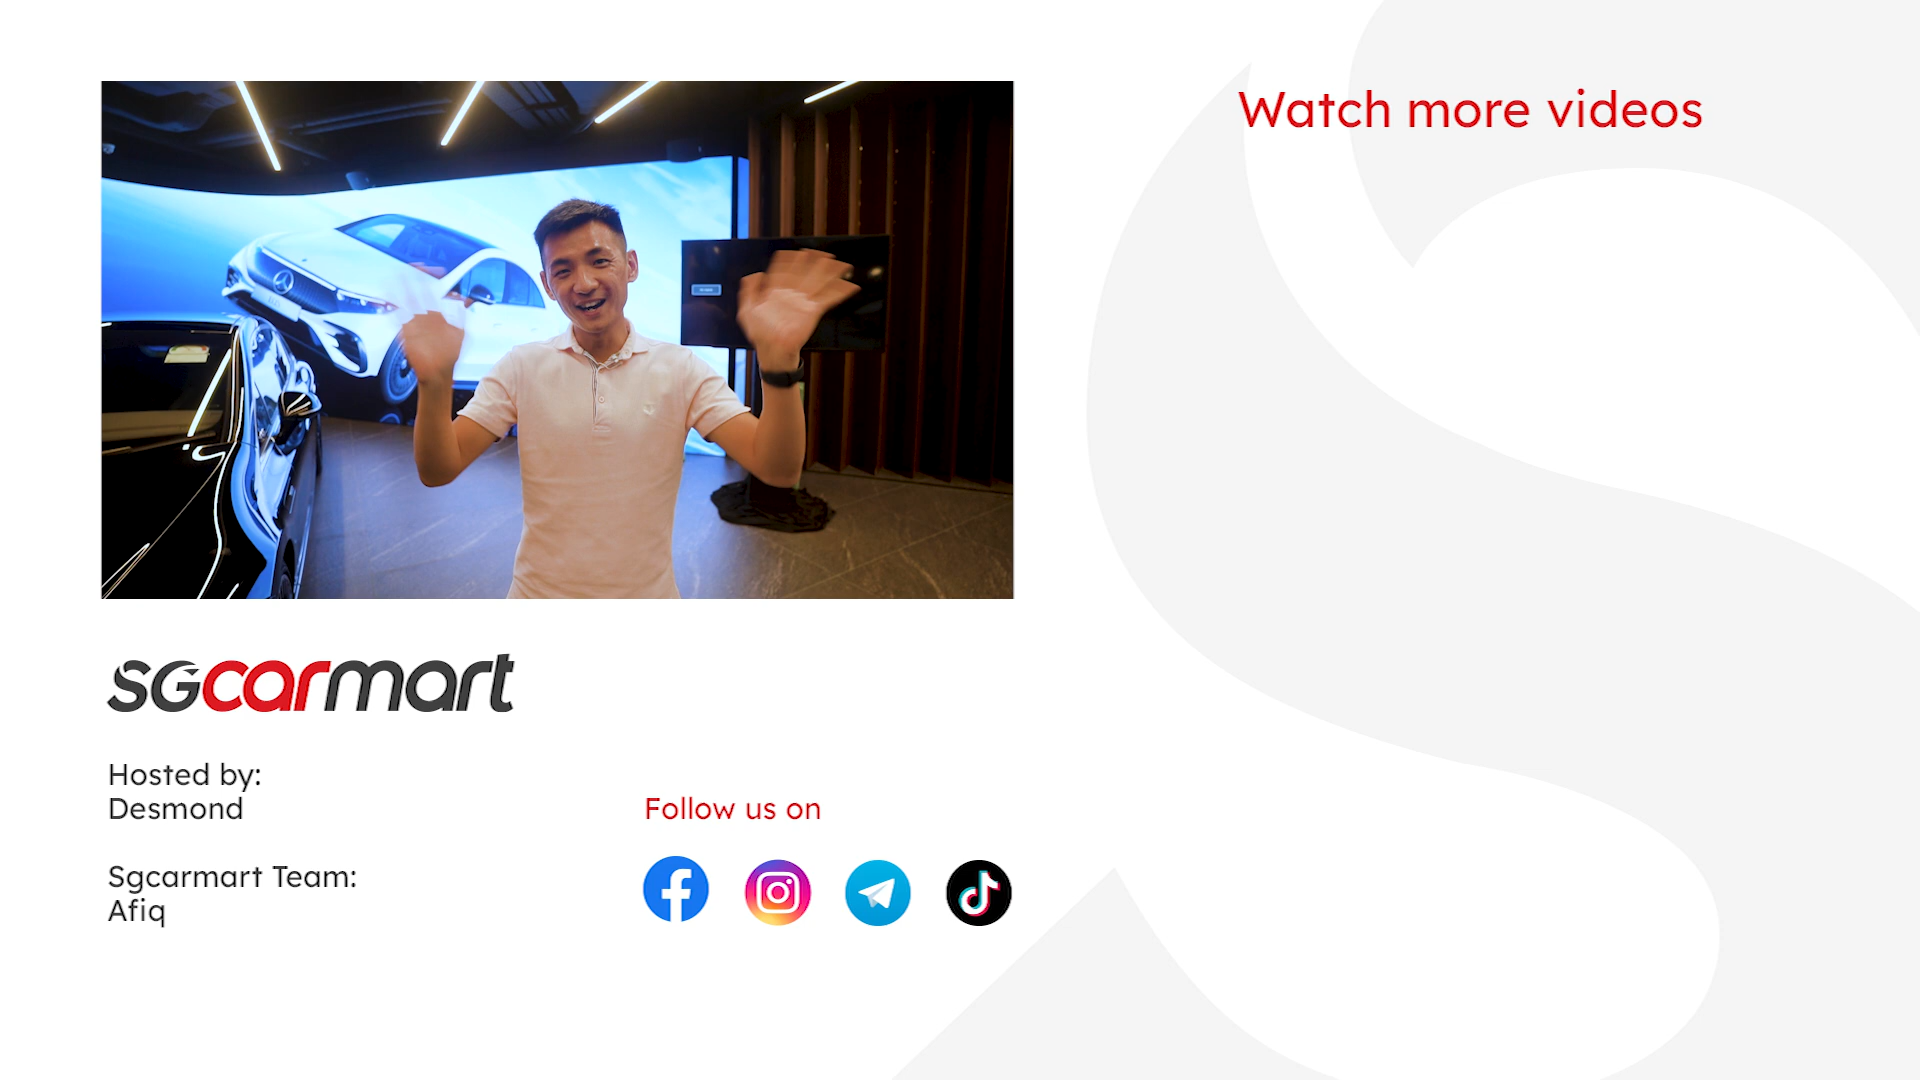 Watch more videos
sgcarmart
Hosted by:
Desmond
Sgcarmart Team:
Afiq
Follow us on